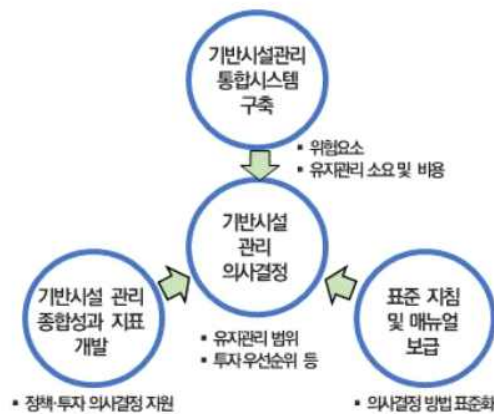 기반시설관리
통합시스템
구축
▪ 위험요소
▪ 유지관리 소요 및 비용
기반시설
관리
의사결정
기반시설 관리
종합성과 지표
개발
표준 지침
및 매뉴얼
보급
▪ 유지관리 범위
▪ 투자 우선순위 등
▪ 정책·투자 의사결정 지원
▪ 의사결정 방법 표준화